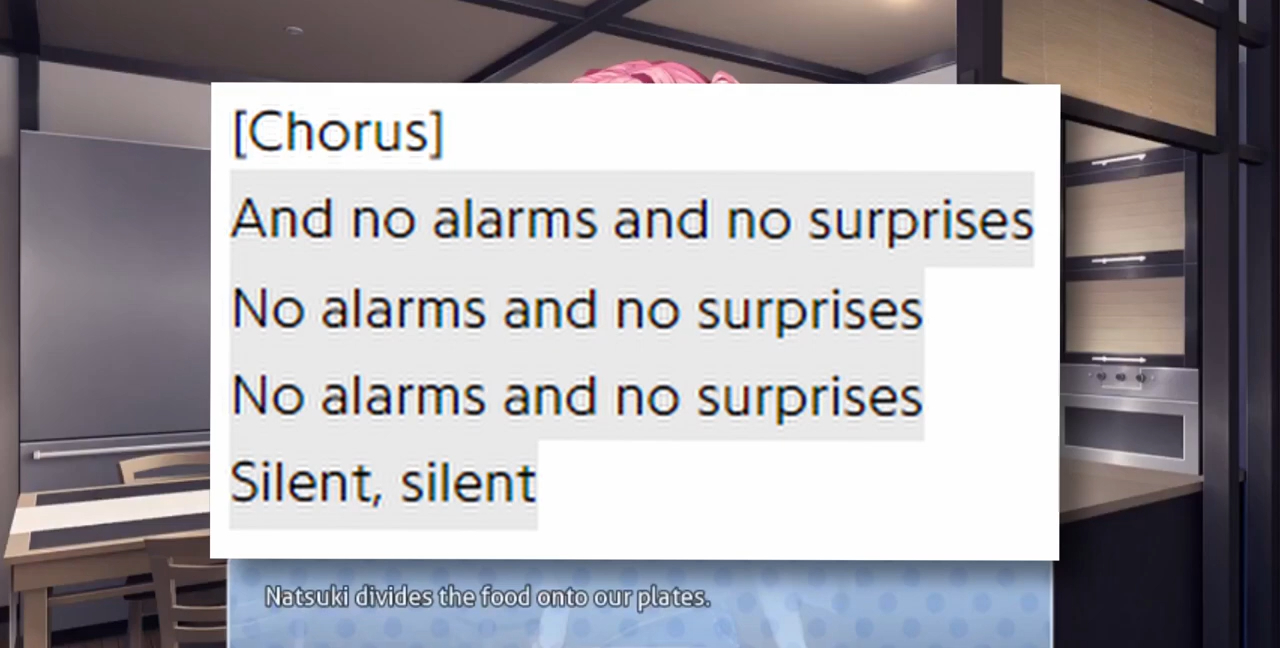 [Chorus]
And no alarms and no surprises
No alarms and no surprises
No alarms and no surprises
Silent, silent
Natsuki divides the food onto our plates.